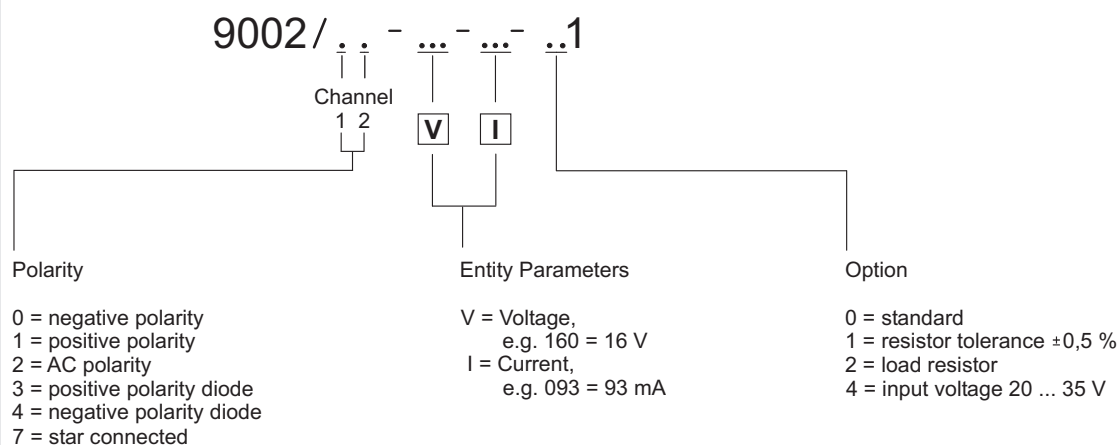 9002/ . . - ... - ... - ..1
Channel
1 2
V I
Polarity
0 = negative polarity
1 = positive polarity
2 = AC polarity
3 = positive polarity diode
4 = negative polarity diode
7 = star connected
Entity Parameters
V = Voltage,
e.g. 160 = 16 V
I = Current,
e.g. 093 = 93 mA
Option
0 = standard
1 = resistor tolerance ±0,5 %
2 = load resistor
4 = input voltage 20 ... 35 V